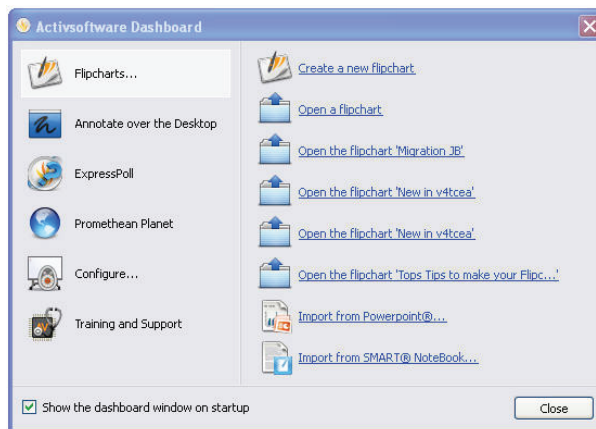 Activsoftware Dashboard
Flipcharts...
Annotate over the Desktop
ExpressPoll
Promethean Planet
Configure...
Training and Support
Create a new flipchart
Open a flipchart
Open the flipchart 'Migration JB'
Open the flipchart 'New in v4tcea'
Open the flipchart 'New in v4tcea'
Open the flipchart 'Tops Tips to make your Flipc...'
Import from Powerpoint®...
Import from SMART® NoteBook...
Show the dashboard window on startup
Close